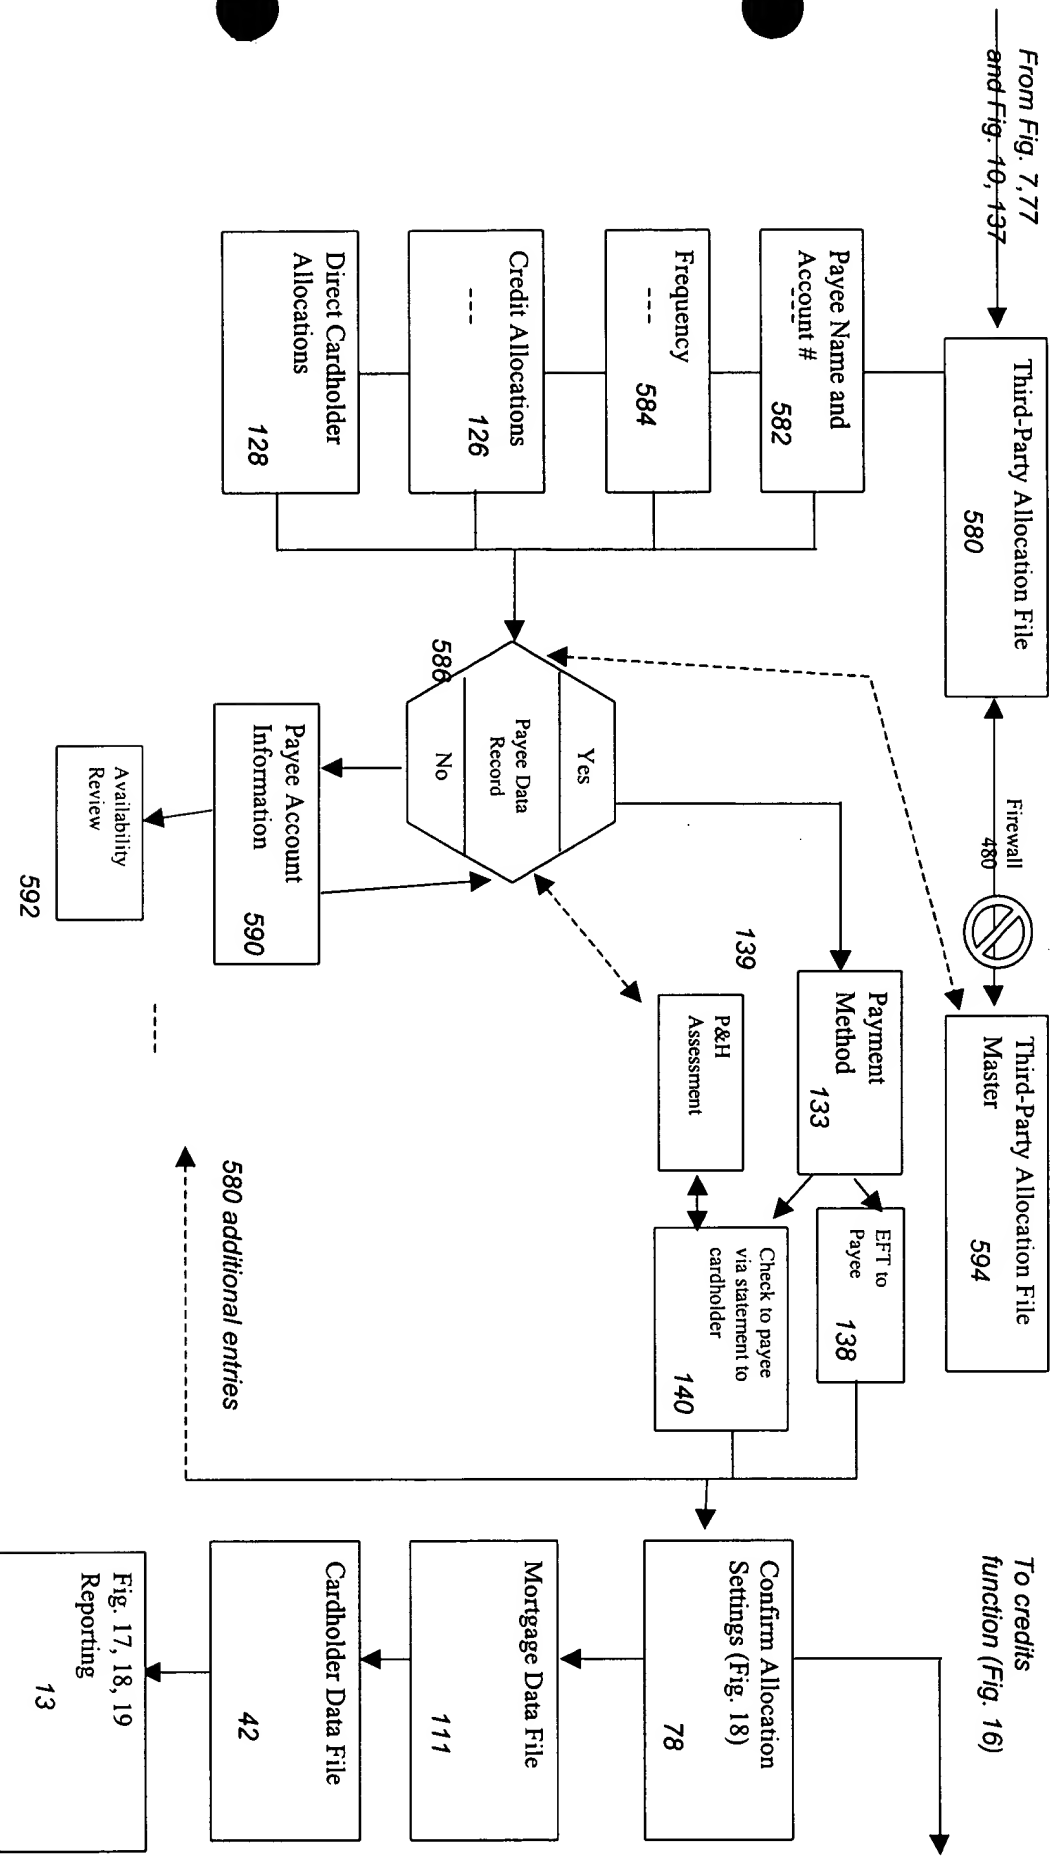 From Fig. 7,77
and Fig. 10, 137
Third-Party Allocation File
580
Firewall
480
Third-Party Allocation File
Master
594
To credits
function (Fig. 16)
Payee Name and
Account #
---
582
Frequency
---
584
Credit Allocations
---
126
Direct Cardholder
Allocations
128
586
Yes
Payee Data
Record
No
Payee Account
Information
590
Availability
Review
592
Payment
Method
133
139
P&H
Assessment
EFT to
Payee
138
Check to payee
via statement to
cardholder
140
580 additional entries
Confirm Allocation
Settings (Fig. 18)
78
Mortgage Data File
111
Cardholder Data File
42
Fig. 17, 18, 19
Reporting
13